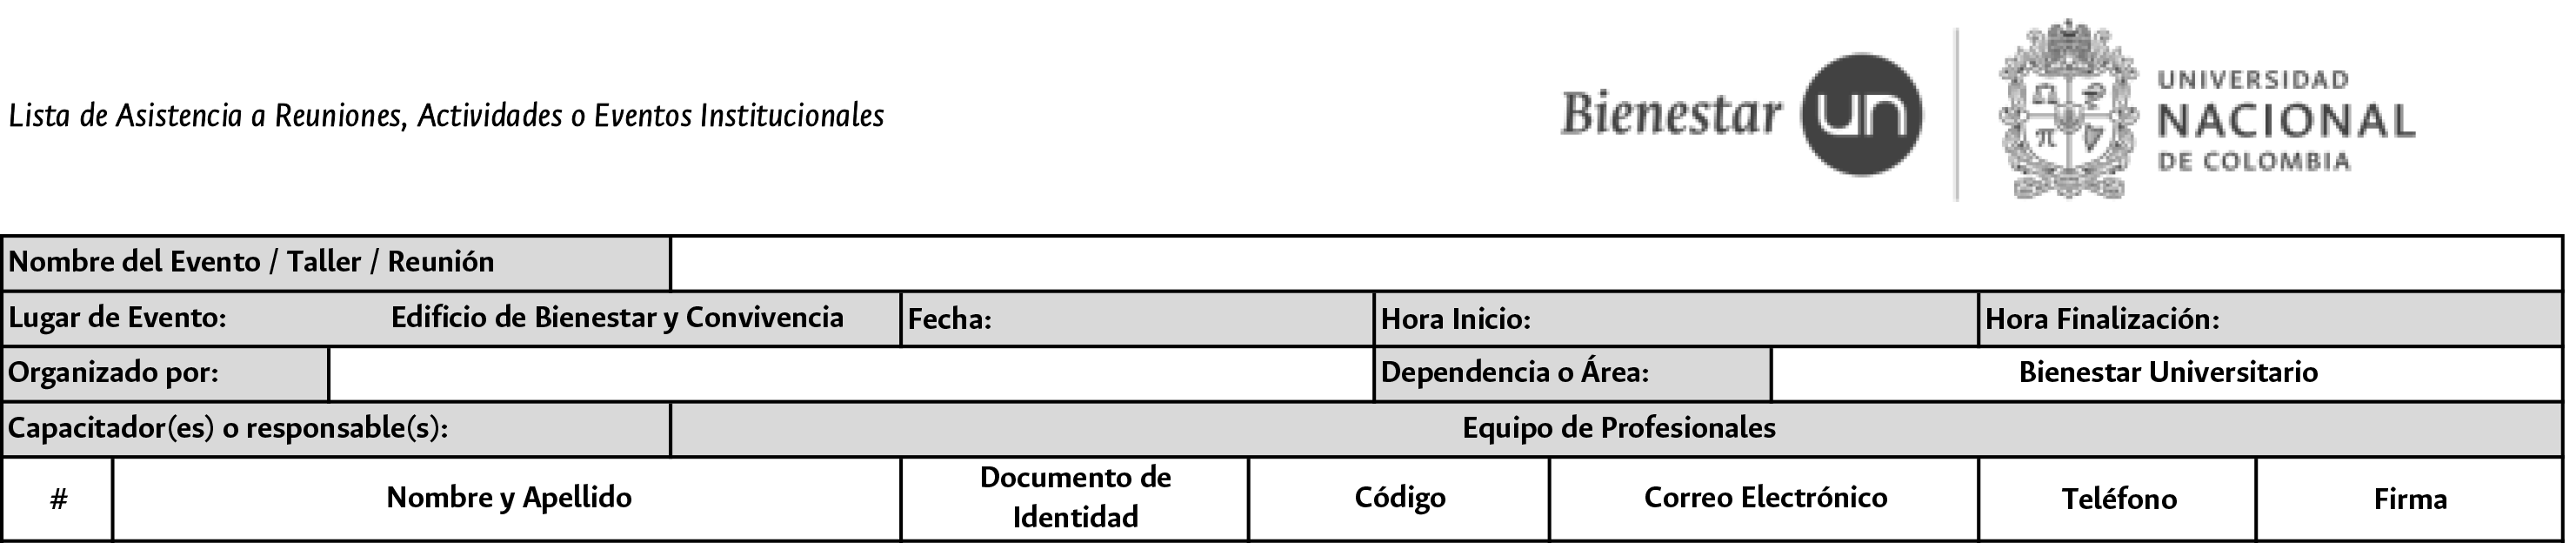 Lista de Asistencia a Reuniones, Actividades o Eventos Institucionales
Bienestar un
UNIVERSIDAD
NACIONAL
DE COLOMBIA
Nombre del Evento / Taller / Reunión
Lugar de Evento: Edificio de Bienestar y Convivencia Fecha: Hora Inicio: Hora Finalización:
Organizado por: Dependencia o Área: Bienestar Universitario
Capacitador(es) o responsable(s): Equipo de Profesionales
# Nombre y Apellido Documento de Identidad Código Correo Electrónico Teléfono Firma